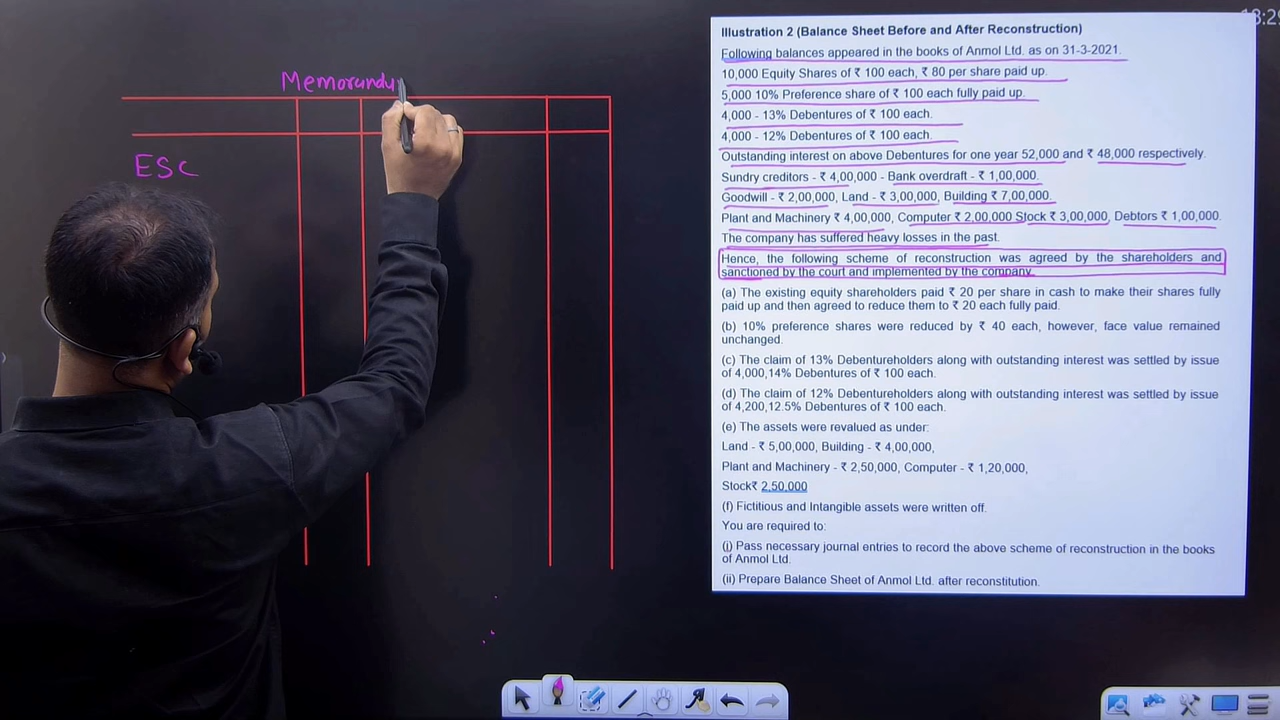 Memorandu
ESC
18:29
Illustration 2 (Balance Sheet Before and After Reconstruction)
Following balances appeared in the books of Anmol Ltd. as on 31-3-2021.
10,000 Equity Shares of ₹ 100 each, ₹ 80 per share paid up.
5,000 10% Preference share of ₹ 100 each fully paid up.
4,000 - 13% Debentures of ₹ 100 each.
4,000 - 12% Debentures of ₹ 100 each.
Outstanding interest on above Debentures for one year 52,000 and ₹ 48,000 respectively.
Sundry creditors - ₹ 4,00,000 - Bank overdraft - ₹ 1,00,000.
Goodwill - ₹ 2,00,000, Land - ₹ 3,00,000, Building ₹ 7,00,000.
Plant and Machinery ₹ 4,00,000, Computer ₹ 2,00,000 Stock ₹ 3,00,000, Debtors ₹ 1,00,000.
The company has suffered heavy losses in the past.
Hence, the following scheme of reconstruction was agreed by the shareholders and
sanctioned by the court and implemented by the company.
(a) The existing equity shareholders paid ₹ 20 per share in cash to make their shares fully
paid up and then agreed to reduce them to ₹ 20 each fully paid.
(b) 10% preference shares were reduced by ₹ 40 each, however, face value remained
unchanged.
(c) The claim of 13% Debentureholders along with outstanding interest was settled by issue
of 4,000,14% Debentures of ₹ 100 each.
(d) The claim of 12% Debentureholders along with outstanding interest was settled by issue
of 4,200,12.5% Debentures of ₹ 100 each.
(e) The assets were revalued as under:
Land - ₹ 5,00,000, Building - ₹ 4,00,000,
Plant and Machinery - ₹ 2,50,000, Computer - ₹ 1,20,000,
Stock₹ 2,50,000
(f) Fictitious and Intangible assets were written off.
You are required to:
(i) Pass necessary journal entries to record the above scheme of reconstruction in the books
of Anmol Ltd.
(ii) Prepare Balance Sheet of Anmol Ltd. after reconstitution.